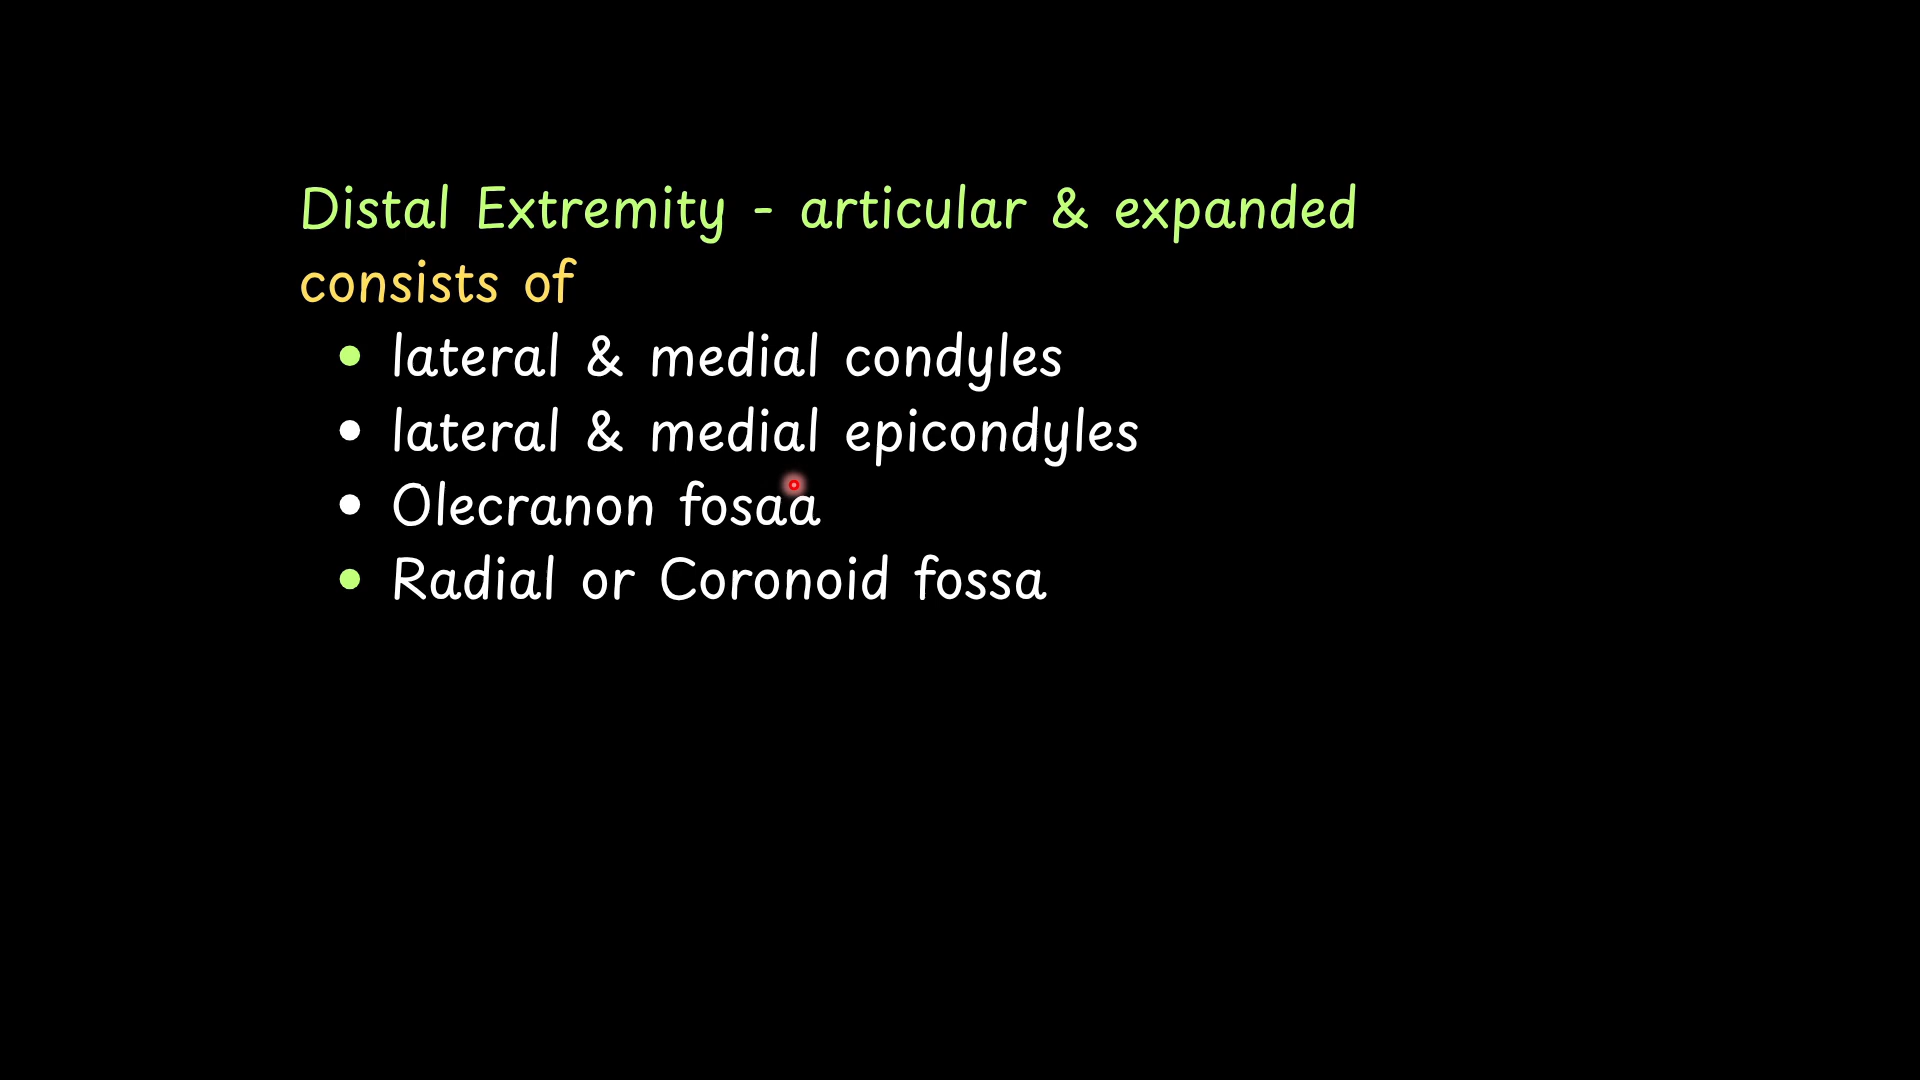 Distal Extremity - articular & expanded
consists of
• lateral & medial condyles
• lateral & medial epicondyles
• Olecranon fosaa
• Radial or Coronoid fossa